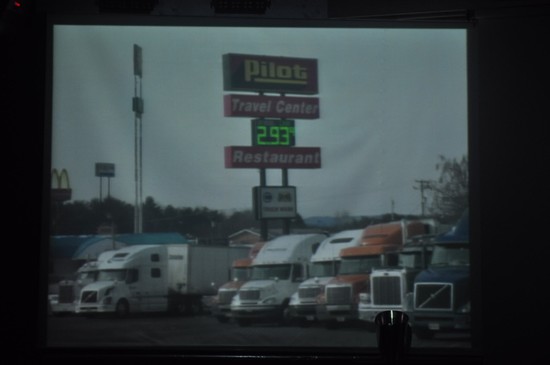 Pilot
Travel Center
2.93
Restaurant